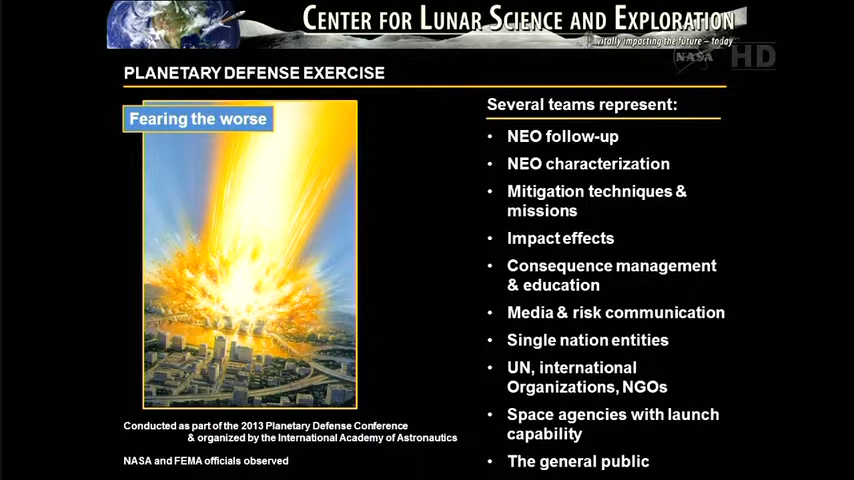 CENTER FOR LUNAR SCIENCE AND EXPLORATION
...vitally impacting the future – today
NASA HD
PLANETARY DEFENSE EXERCISE
Fearing the worse
Several teams represent:
• NEO follow-up
• NEO characterization
• Mitigation techniques &
missions
• Impact effects
• Consequence management
& education
• Media & risk communication
• Single nation entities
• UN, international
Organizations, NGOs
• Space agencies with launch
capability
• The general public
Conducted as part of the 2013 Planetary Defense Conference
& organized by the International Academy of Astronautics
NASA and FEMA officials observed